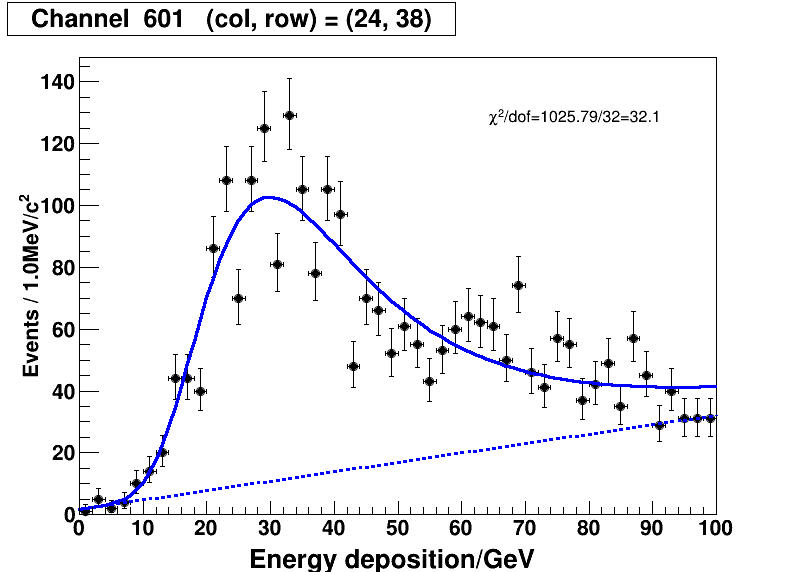 Channel  601   (col, row) = (24, 38)
χ²/dof=1025.79/32=32.1
Events / 1.0MeV/c²
140
120
100
80
60
40
20
0
0 10 20 30 40 50 60 70 80 90 100
Energy deposition/GeV